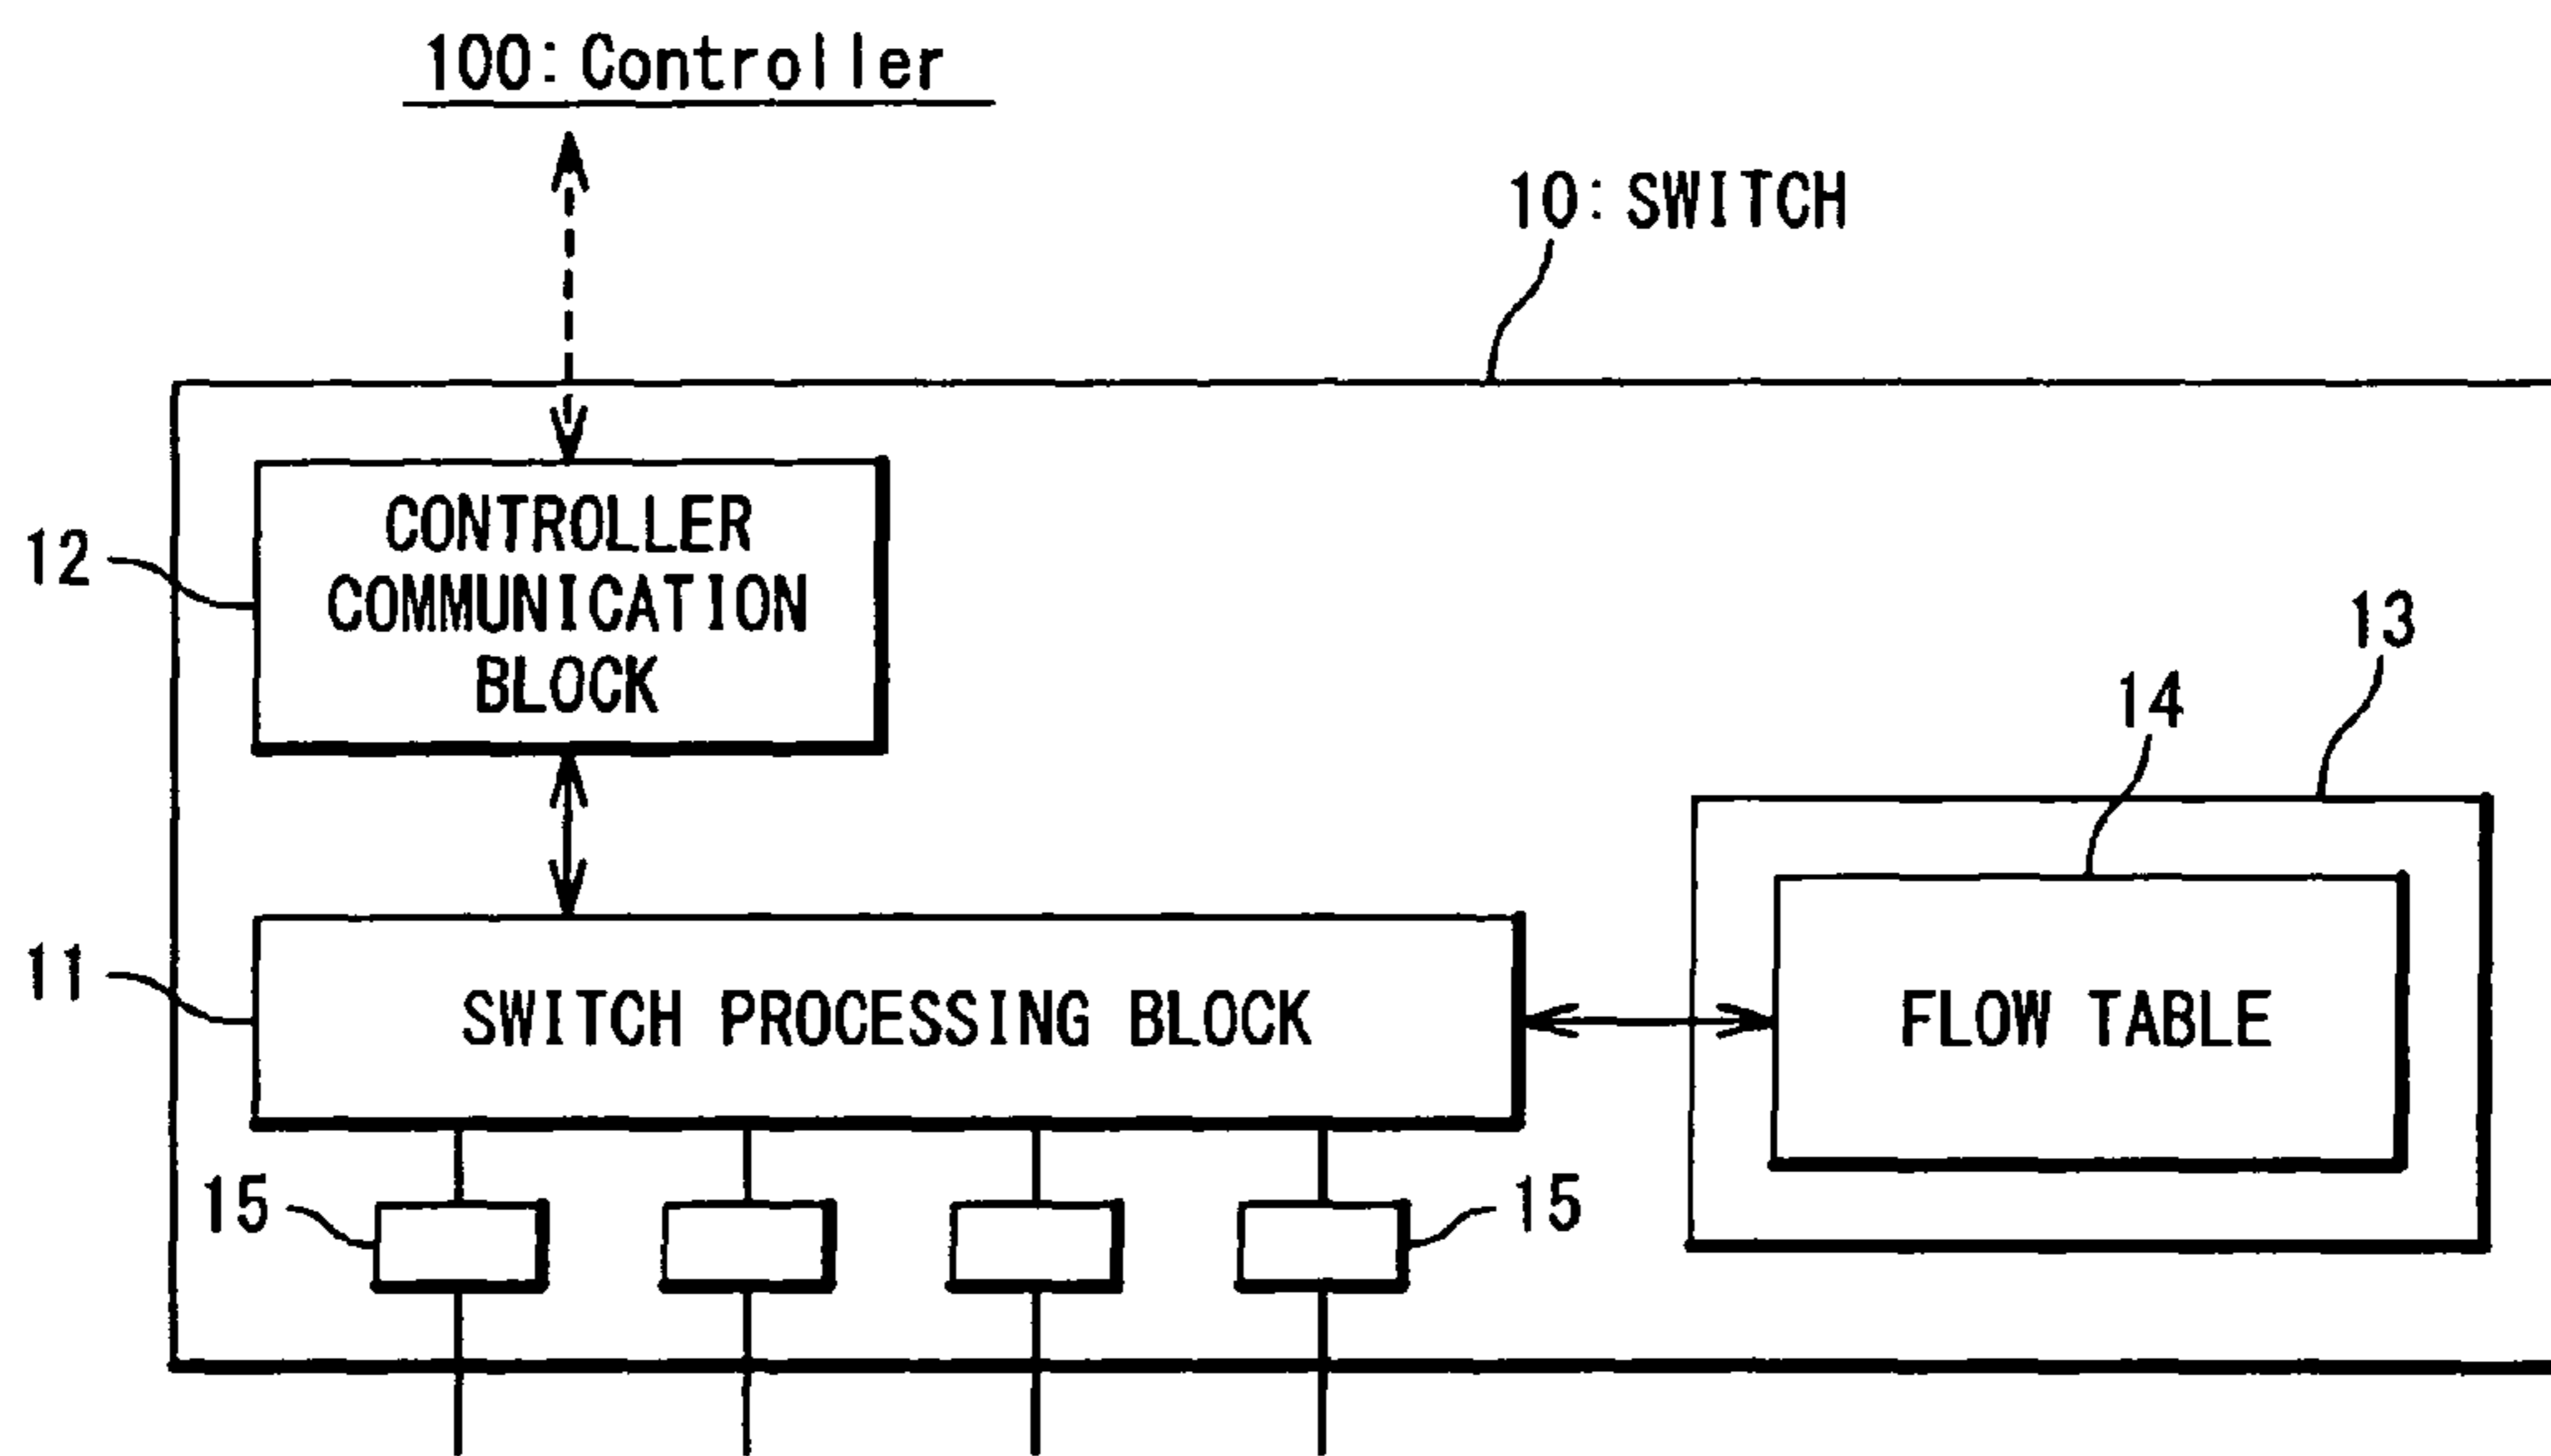 100: Controller
10: SWITCH
12
CONTROLLER
COMMUNICATION
BLOCK
13
14
11
SWITCH PROCESSING BLOCK
FLOW TABLE
15
15